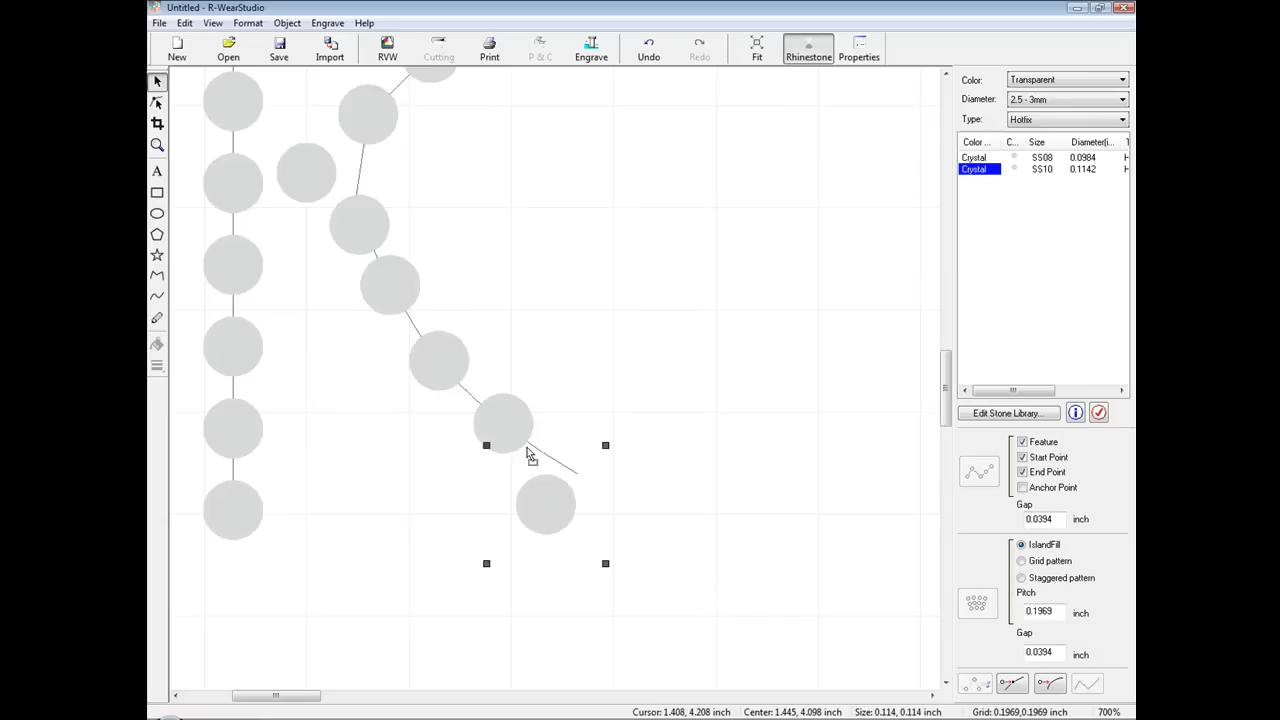 Untitled - R-WearStudio
File Edit View Format Object Engrave Help
New Open Save Import RVW Cutting Print P & C Engrave Undo Redo Fit Rhinestone Properties
Color: Transparent
Diameter: 2.5 - 3mm
Type: Hotfix
Color ... C... Size Diameter(i...
Crystal SS08 0.0984 H
Crystal SS10 0.1142 H
Edit Stone Library...
Feature
Start Point
End Point
Anchor Point
Gap
0.0394 inch
IslandFill
Grid pattern
Staggered pattern
Pitch
0.1969 inch
Gap
0.0394 inch
Cursor: 1.408, 4.208 inch Center: 1.445, 4.098 inch Size: 0.114, 0.114 inch Grid: 0.1969,0.1969 inch 700%